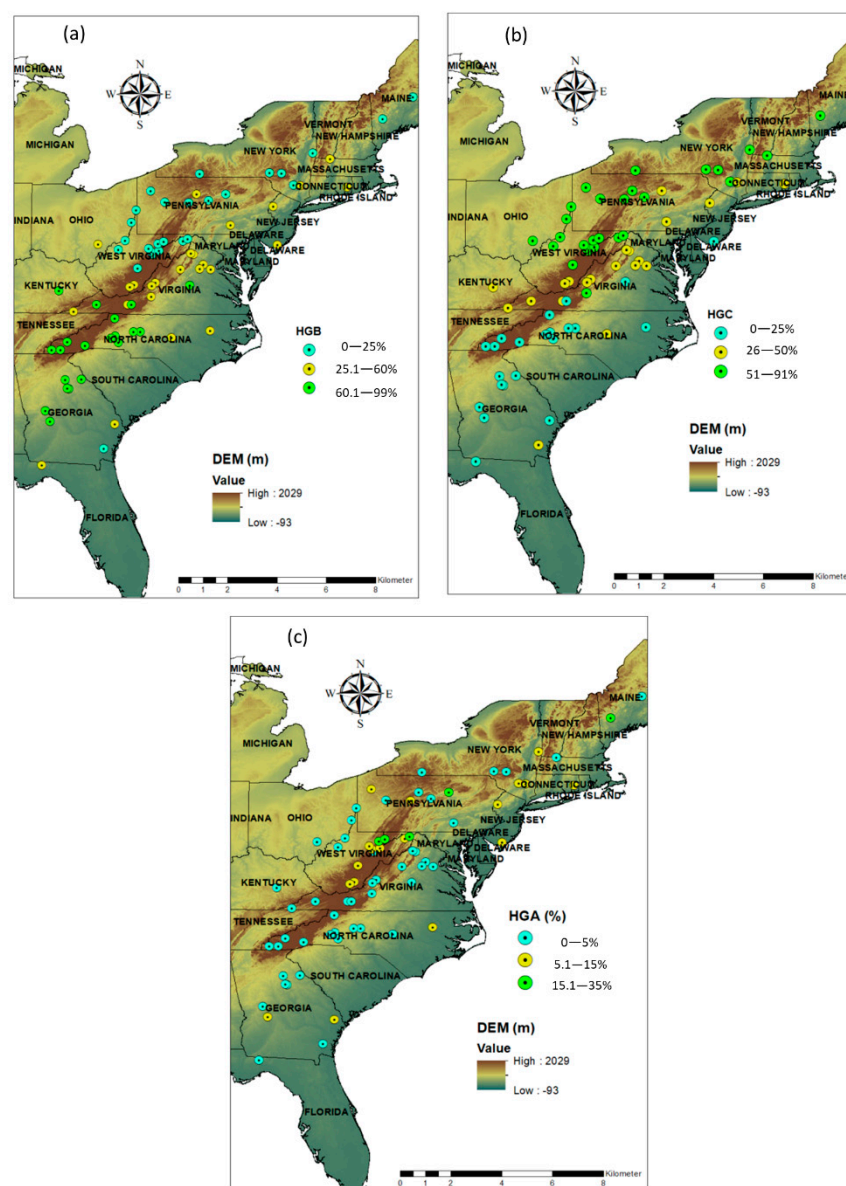 (a)
N
W E
S
MICHIGAN
MAINE
VERMONT
NEW HAMPSHIRE
NEW YORK
MICHIGAN
MASSACHUSETTS
CONNECTICUT
RHODE ISLAND
PENNSYLVANIA
INDIANA
OHIO
NEW JERSEY
DELAWARE
MARYLAND
DELAWARE
WEST VIRGINIA
MARYLAND
KENTUCKY
VIRGINIA
TENNESSEE
NORTH CAROLINA
HGB
0—25%
25.1—60%
60.1—99%
SOUTH CAROLINA
GEORGIA
DEM (m)
Value
High : 2029
Low : -93
FLORIDA
Kilometer
0 1 2 4 6 8
(b)
N
W E
S
MICHIGAN
MAINE
VERMONT
NEW HAMPSHIRE
NEW YORK
MICHIGAN
MASSACHUSETTS
CONNECTICUT
RHODE ISLAND
PENNSYLVANIA
INDIANA
OHIO
NEW JERSEY
DELAWARE
MARYLAND
DELAWARE
WEST VIRGINIA
MARYLAND
KENTUCKY
VIRGINIA
TENNESSEE
NORTH CAROLINA
HGC
0—25%
26—50%
51—91%
SOUTH CAROLINA
GEORGIA
DEM (m)
Value
High : 2029
Low : -93
FLORIDA
Kilometer
0 1 2 4 6 8
(c)
N
W E
S
MICHIGAN
MAINE
VERMONT
NEW HAMPSHIRE
NEW YORK
MICHIGAN
MASSACHUSETTS
CONNECTICUT
RHODE ISLAND
PENNSYLVANIA
INDIANA
OHIO
NEW JERSEY
DELAWARE
MARYLAND
DELAWARE
WEST VIRGINIA
MARYLAND
KENTUCKY
VIRGINIA
TENNESSEE
NORTH CAROLINA
HGA (%)
0—5%
5.1—15%
15.1—35%
SOUTH CAROLINA
GEORGIA
DEM (m)
Value
High : 2029
Low : -93
FLORIDA
Kilometer
0 1 2 4 6 8